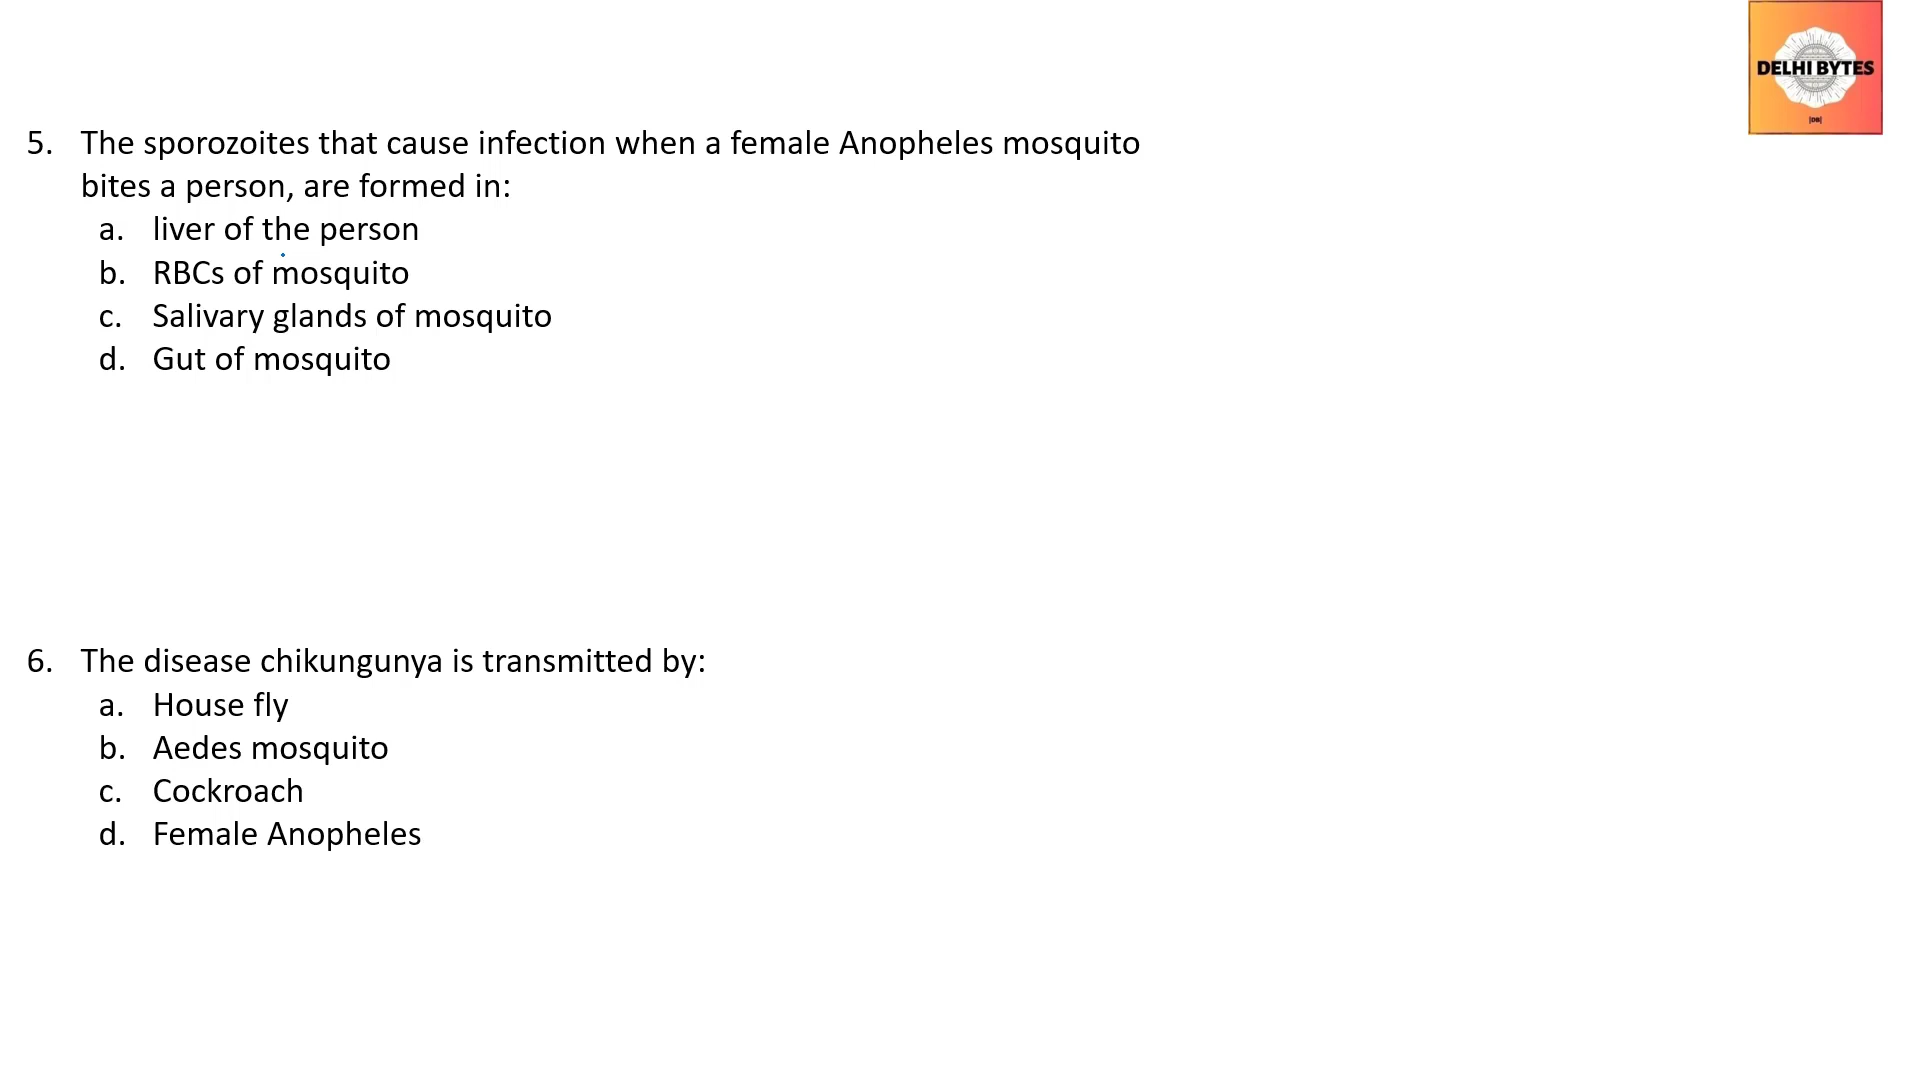 DELHI BYTES
|DB|
5. The sporozoites that cause infection when a female Anopheles mosquito
bites a person, are formed in:
a. liver of the person
b. RBCs of mosquito
c. Salivary glands of mosquito
d. Gut of mosquito
6. The disease chikungunya is transmitted by:
a. House fly
b. Aedes mosquito
c. Cockroach
d. Female Anopheles